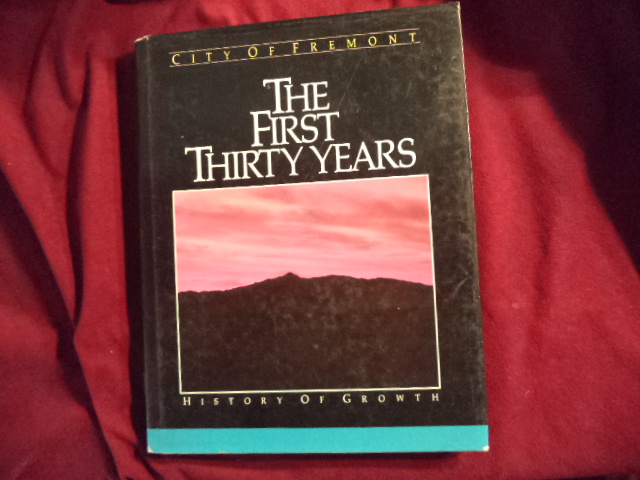 CITY OF FREMONT
THE
FIRST
THIRTY YEARS
HISTORY OF GROWTH